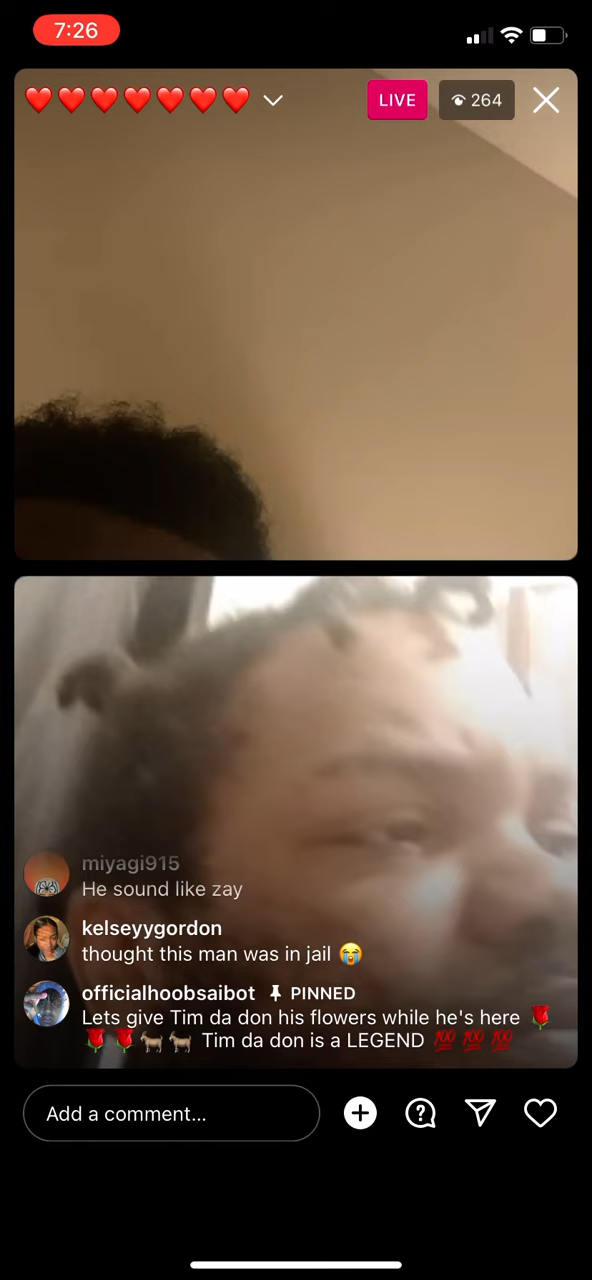 7:26
❤️❤️❤️❤️❤️❤️❤️
LIVE
264
miyagi915
He sound like zay
kelseyygordon
thought this man was in jail 😭
officialhoobsaibot PINNED
Lets give Tim da don his flowers while he's here 🌹
🌹🌹🐐🐐 Tim da don is a LEGEND 💯💯💯
Add a comment...